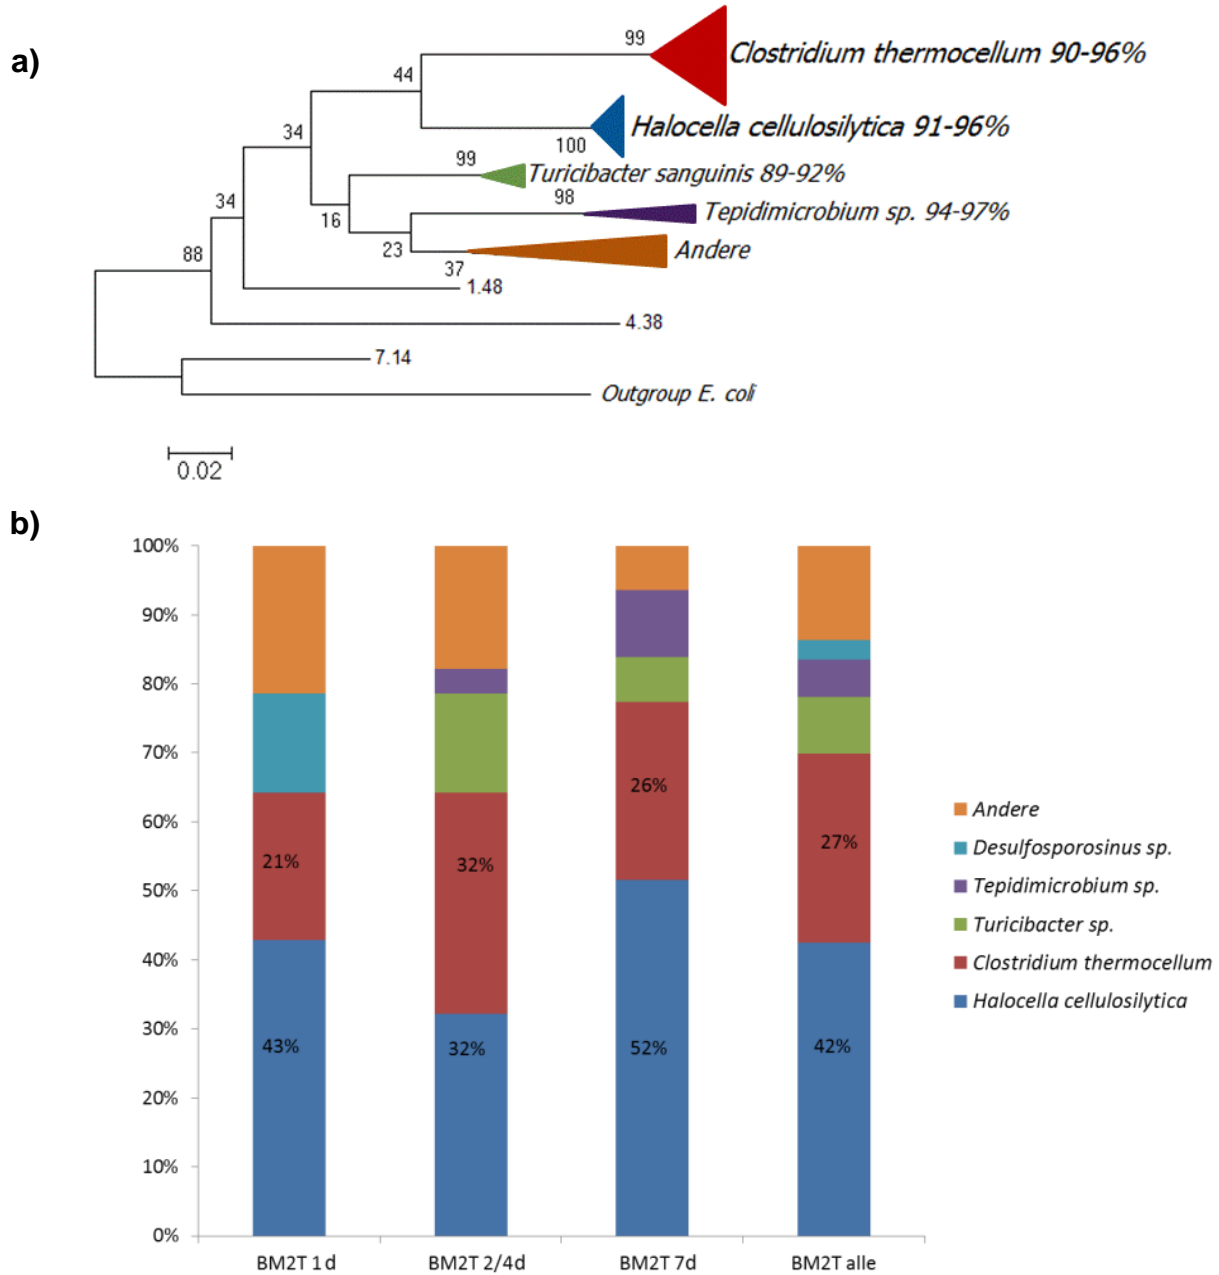 a)
99
Clostridium thermocellum 90-96%
44
Halocella cellulosilytica 91-96%
100
34
99
Turicibacter sanguinis 89-92%
98
Tepidimicrobium sp. 94-97%
34
16
23
Andere
37
88
1.48
4.38
7.14
Outgroup E. coli
0.02
b)
100%
90%
80%
70%
60%
50%
40%
30%
20%
10%
0%
21%
43%
32%
32%
26%
52%
27%
42%
BM2T 1d
BM2T 2/4d
BM2T 7d
BM2T alle
Andere
Desulfosporosinus sp.
Tepidimicrobium sp.
Turicibacter sp.
Clostridium thermocellum
Halocella cellulosilytica